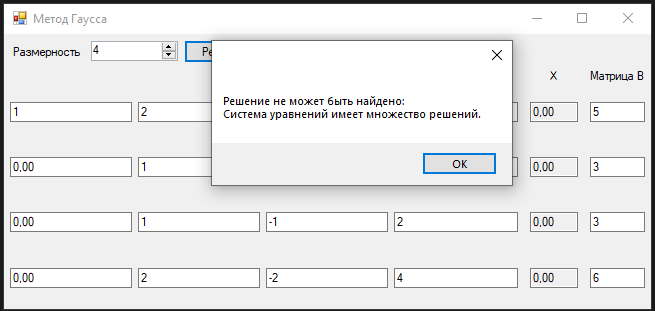 Метод Гаусса
Размерность 4 Ре
X Матрица B
Решение не может быть найдено:
Система уравнений имеет множество решений.
OK
1 2 0,00 5
0,00 1 0,00 3
0,00 1 -1 2 0,00 3
0,00 2 -2 4 0,00 6